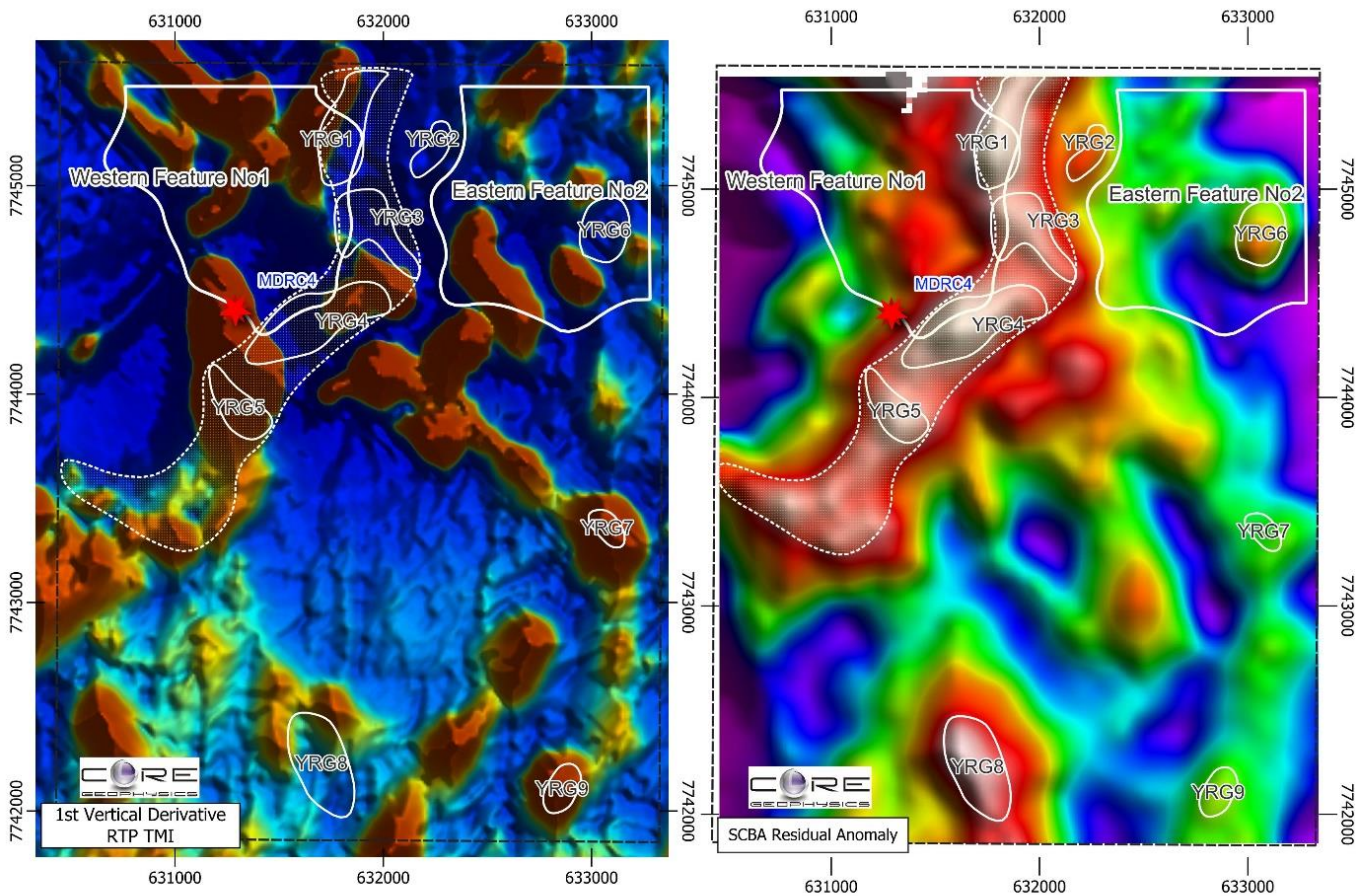 631000 632000 633000
7745000
7744000
7743000
7742000
YRG1
YRG2
Western Feature No1
Eastern Feature No2
YRG3
YRG6
MDRC4
YRG4
YRG5
YRG7
YRG8
YRG9
CORE
GEOPHYSICS
1st Vertical Derivative
RTP TMI
631000 632000 633000
631000 632000 633000
7745000
7744000
7743000
7742000
YRG1
YRG2
Western Feature No1
Eastern Feature No2
YRG3
YRG6
MDRC4
YRG4
YRG5
YRG7
YRG8
YRG9
CORE
GEOPHYSICS
SCBA Residual Anomaly
631000 632000 633000